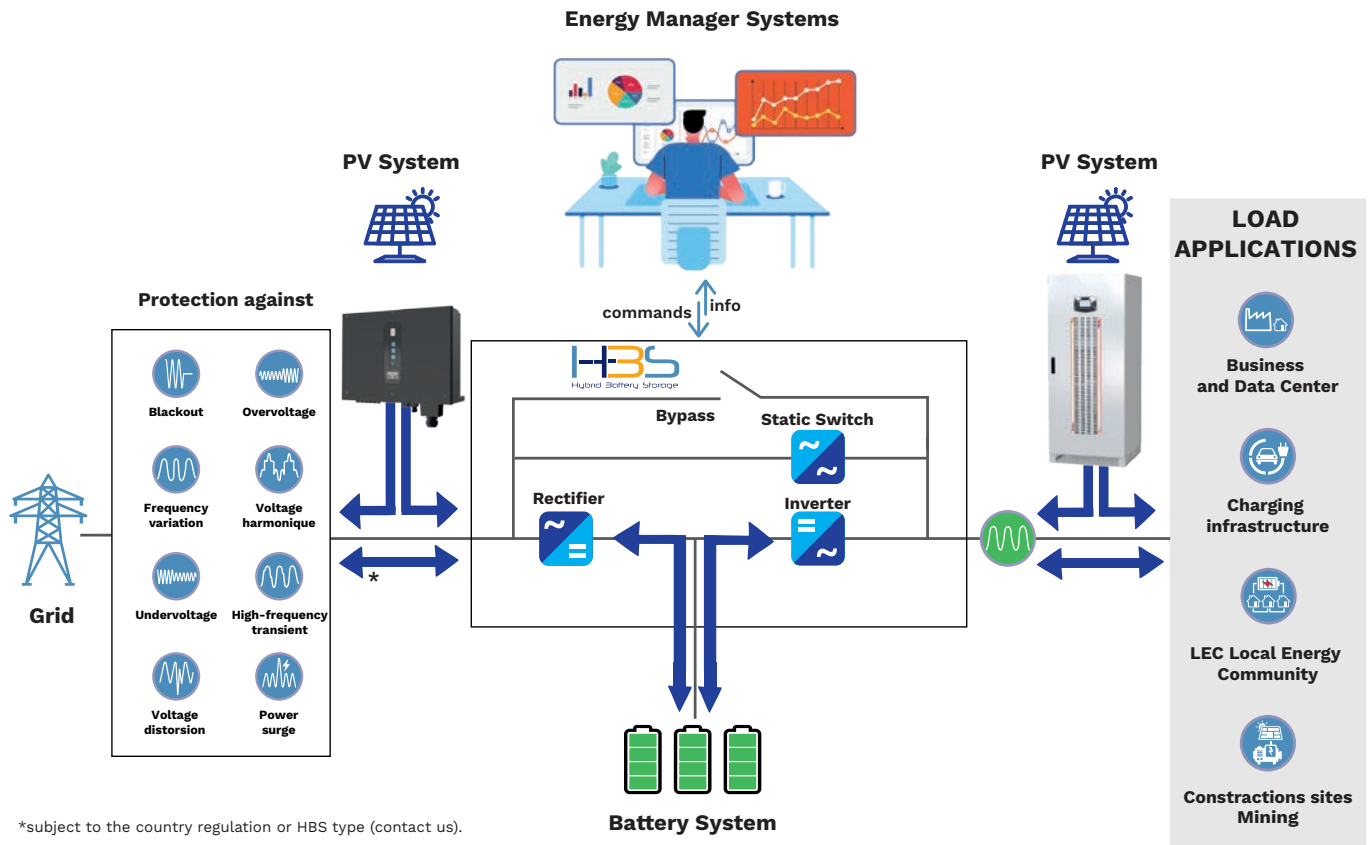 Energy Manager Systems
PV System
PV System
LOAD
APPLICATIONS
Protection against
commands
info
HBS
Hybrid Battery Storage
Blackout
Overvoltage
Bypass
Static Switch
Business
and Data Center
Frequency
variation
Voltage
harmonique
Rectifier
Inverter
Charging
infrastructure
*
Grid
Undervoltage
High-frequency
transient
LEC Local Energy
Community
Voltage
distorsion
Power
surge
Constractions sites
Mining
Battery System
*subject to the country regulation or HBS type (contact us).